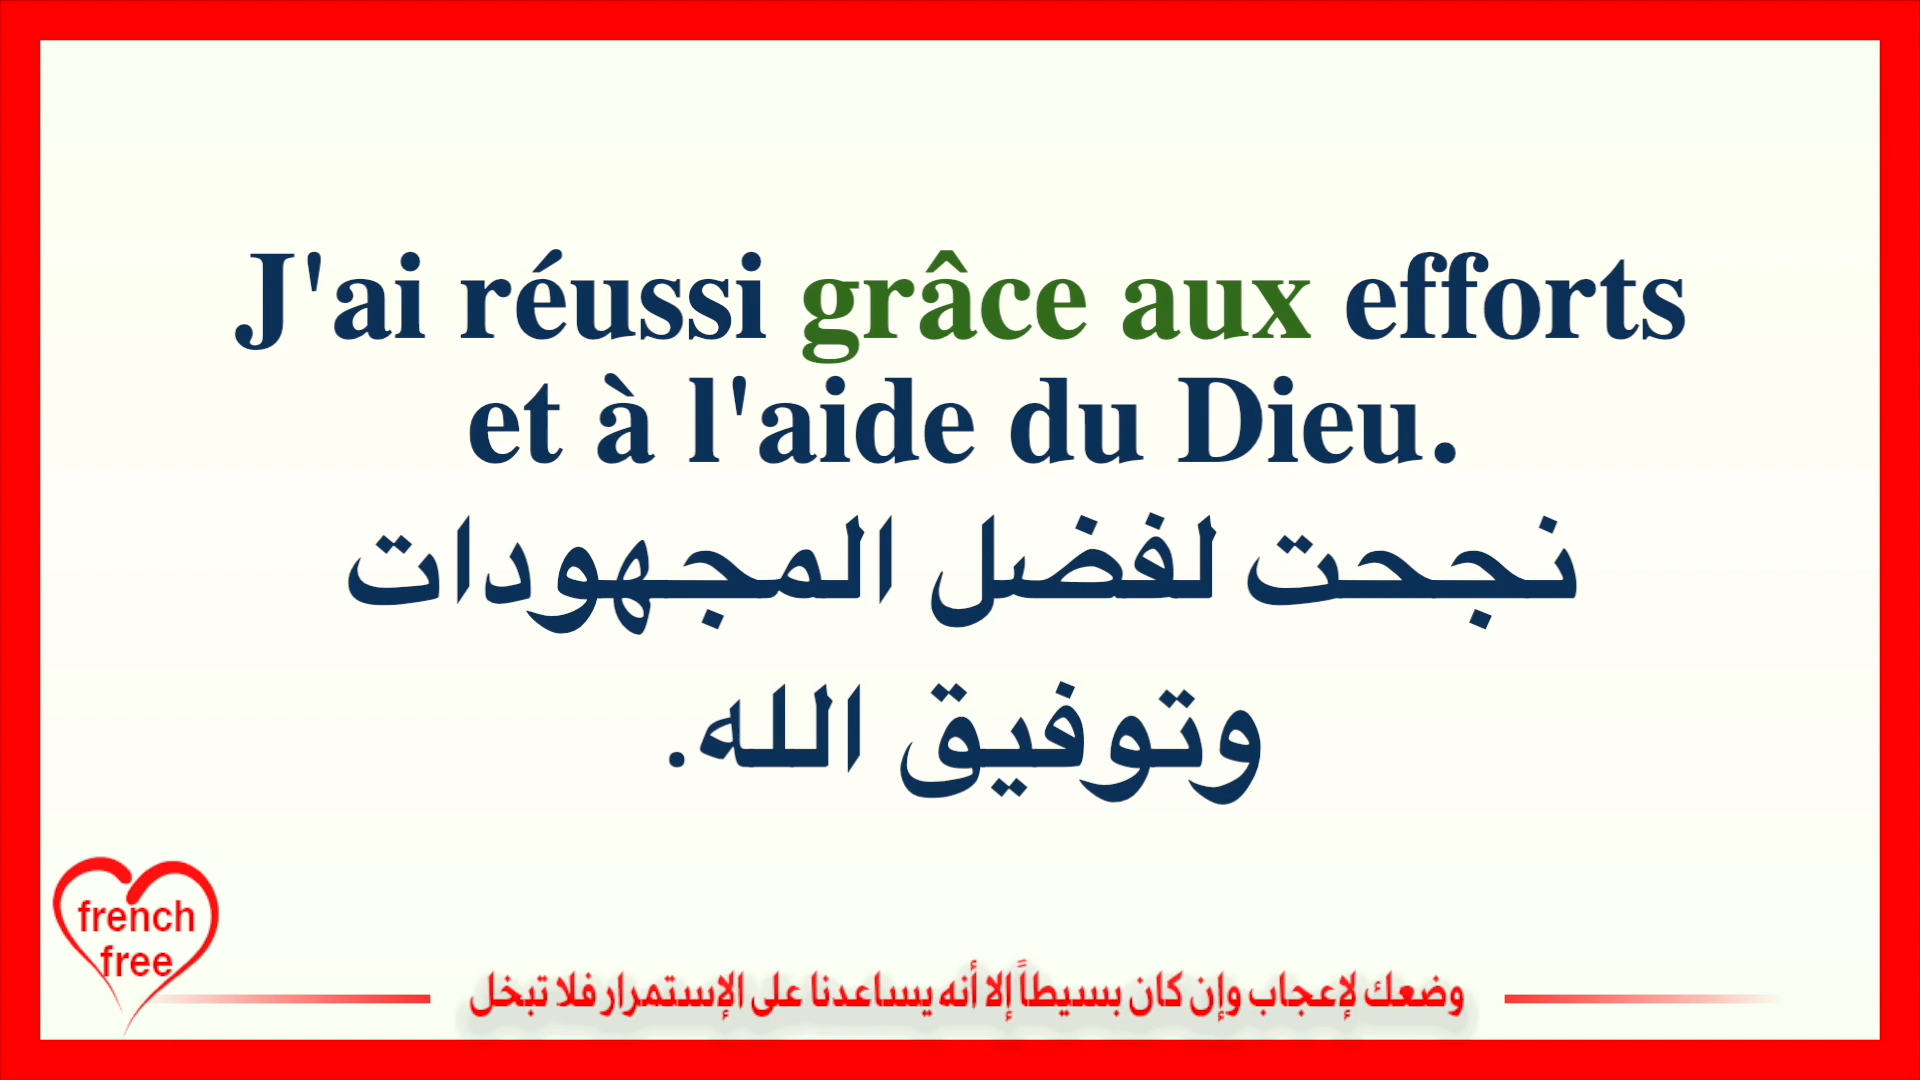 J'ai réussi grâce aux efforts
et à l'aide du Dieu.
نجحت لفضل المجهودات
وتوفيق الله.
french
free
وضعك لإعجاب وإن كان بسيطاً إلا أنه يساعدنا على الإستمرار فلا تبخل